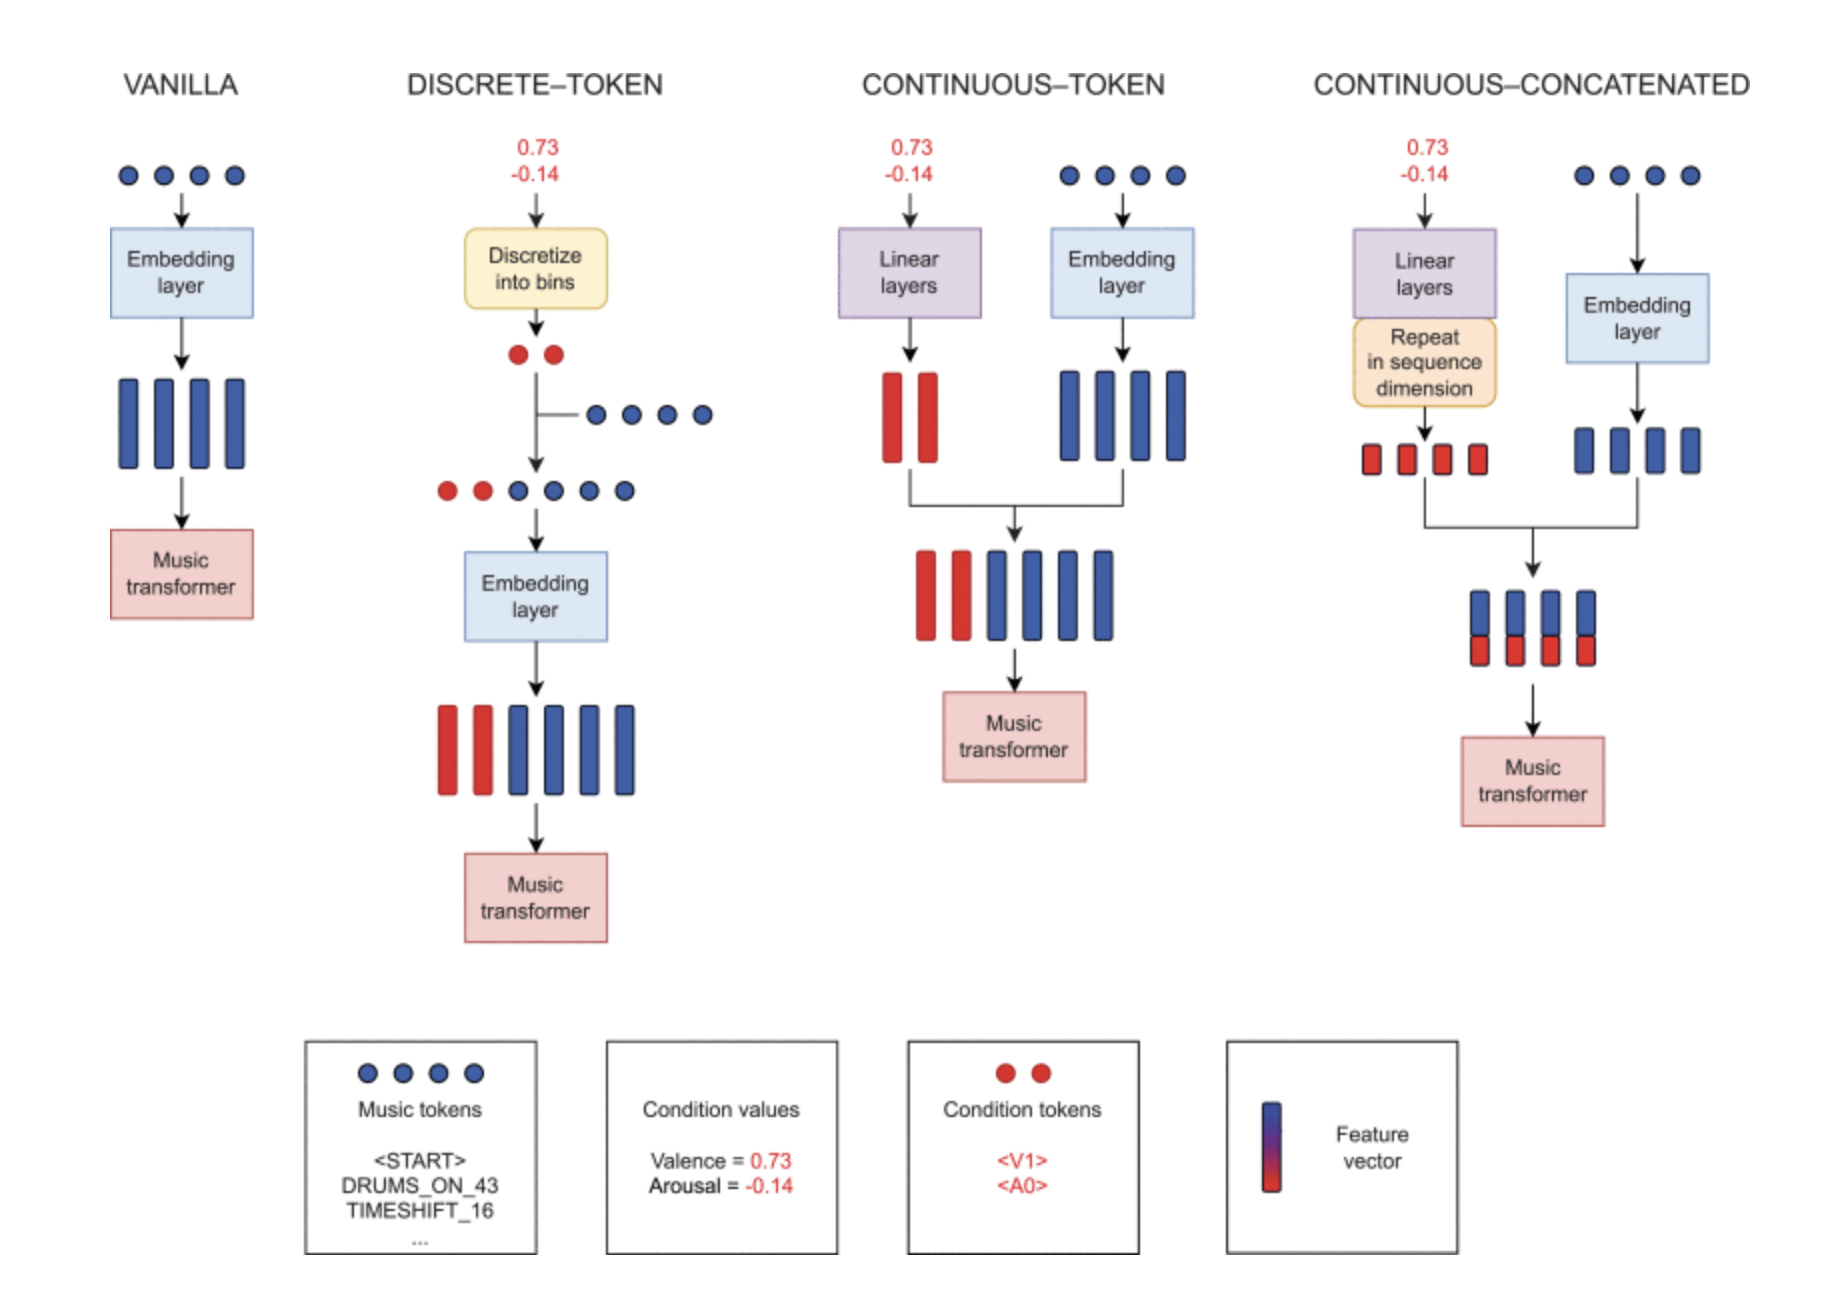 VANILLA
Embedding
layer
Music
transformer
DISCRETE–TOKEN
0.73
-0.14
Discretize
into bins
Embedding
layer
Music
transformer
CONTINUOUS–TOKEN
0.73
-0.14
Linear
layers
Embedding
layer
Music
transformer
CONTINUOUS–CONCATENATED
0.73
-0.14
Linear
layers
Repeat
in sequence
dimension
Embedding
layer
Music
transformer
Music tokens
<START>
DRUMS_ON_43
TIMESHIFT_16
...
Condition values
Valence = 0.73
Arousal = -0.14
Condition tokens
<V1>
<A0>
Feature
vector